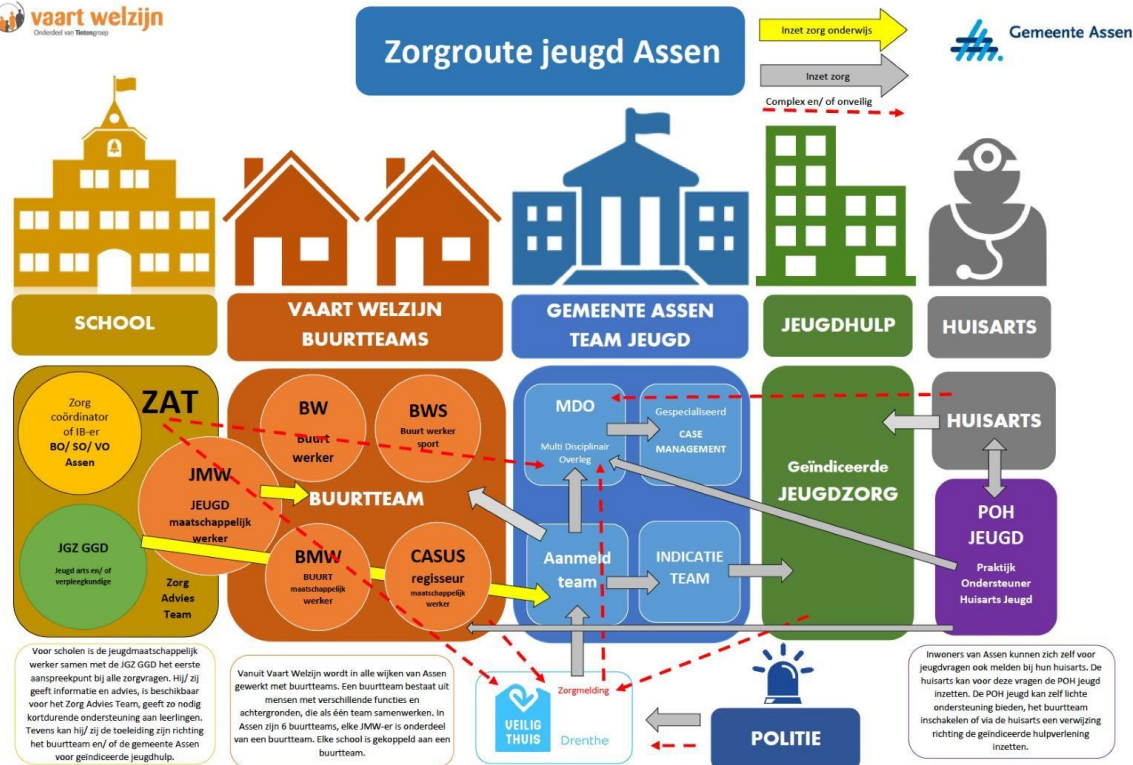 vaart welzijn
Onderdeel van Tintengroep
Zorgroute jeugd Assen
Inzet zorg onderwijs
Inzet zorg
Complex en/ of onveilig
Gemeente Assen
SCHOOL
VAART WELZIJN
BUURTTEAMS
GEMEENTE ASSEN
TEAM JEUGD
JEUGDHULP
HUISARTS
Zorg
coördinator
of IB-er
BO/ SO/ VO
Assen
ZAT
JMW
JEUGD
maatschappelijk
werker
JGZ GGD
Jeugd arts en/ of
verpleegkundige
Zorg
Advies
Team
BW
Buurt
werker
BWS
Buurt werker
sport
BUURTTEAM
BMW
BUURT
maatschappelijk
werker
CASUS
regisseur
maatschappelijk
werker
MDO
Multi Disciplinair
Overleg
Gespecialiseerd
CASE
MANAGEMENT
Aanmeld
team
INDICATIE
TEAM
Geïndiceerde
JEUGDZORG
HUISARTS
POH
JEUGD
Praktijk
Ondersteuner
Huisarts Jeugd
Voor scholen is de jeugdmaatschappelijk
werker samen met de JGZ GGD het eerste
aanspreekpunt bij alle zorgvragen. Hij/ zij
geeft informatie en advies, is beschikbaar
voor het Zorg Advies Team, geeft zo nodig
kortdurende ondersteuning aan leerlingen.
Tevens kan hij/ zij de toeleiding zijn richting
het buurtteam en/ of de gemeente Assen
voor geïndiceerde jeugdhulp.
Vanuit Vaart Welzijn wordt in alle wijken van Assen
gewerkt met buurtteams. Een buurtteam bestaat uit
mensen met verschillende functies en
achtergronden, die als één team samenwerken. In
Assen zijn 6 buurtteams, elke JMW-er is onderdeel
van een buurtteam. Elke school is gekoppeld aan een
buurtteam.
Zorgmelding
VEILIG
THUIS
Drenthe
POLITIE
Inwoners van Assen kunnen zich zelf voor
jeugdvragen ook melden bij hun huisarts. De
huisarts kan voor deze vragen de POH jeugd
inzetten. De POH jeugd kan zelf lichte
ondersteuning bieden, het buurtteam
inschakelen of via de huisarts een verwijzing
richting de geïndiceerde hulpverlening
inzetten.